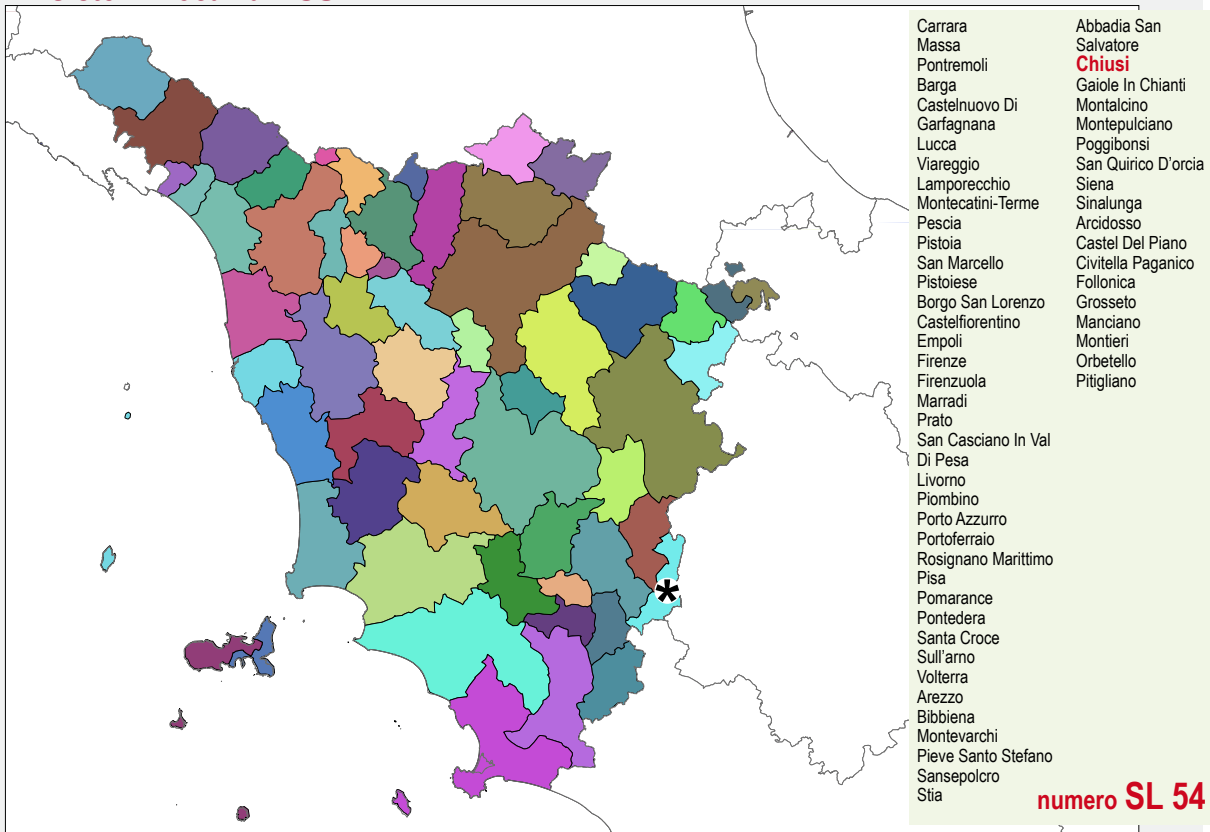 Carrara
Massa
Pontremoli
Barga
Castelnuovo Di
Garfagnana
Lucca
Viareggio
Lamporecchio
Montecatini-Terme
Pescia
Pistoia
San Marcello
Pistoiese
Borgo San Lorenzo
Castelfiorentino
Empoli
Firenze
Firenzuola
Marradi
Prato
San Casciano In Val
Di Pesa
Livorno
Piombino
Porto Azzurro
Portoferraio
Rosignano Marittimo
Pisa
Pomarance
Pontedera
Santa Croce
Sull'arno
Volterra
Arezzo
Bibbiena
Montevarchi
Pieve Santo Stefano
Sansepolcro
Stia
Abbadia San
Salvatore
Chiusi
Gaiole In Chianti
Montalcino
Montepulciano
Poggibonsi
San Quirico D'orcia
Siena
Sinalunga
Arcidosso
Castel Del Piano
Civitella Paganico
Follonica
Grosseto
Manciano
Montieri
Orbetello
Pitigliano
*
numero SL 54